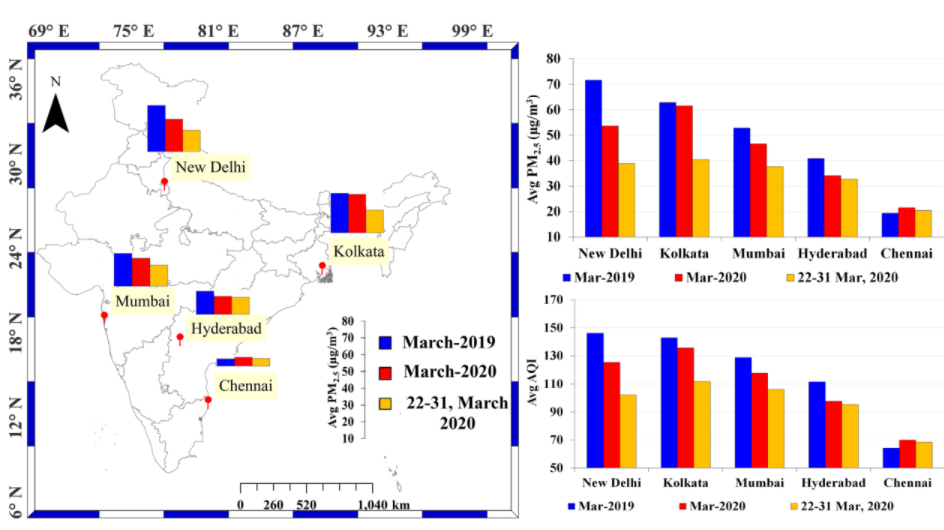 69° E 75° E 81° E 87° E 93° E 99° E
36° N
30° N
24° N
18° N
12° N
6° N
N
New Delhi
Kolkata
Mumbai
Hyderabad
Chennai
Avg PM2.5 (µg/m³)
80
70
60
50
40
30
20
10
March-2019
March-2020
22-31, March
2020
0 260 520 1,040 km
Avg PM2.5 (µg/m³)
80
70
60
50
40
30
20
10
New Delhi Kolkata Mumbai Hyderabad Chennai
Mar-2019 Mar-2020 22-31 Mar, 2020
Avg AQI
170
150
130
110
90
70
50
New Delhi Kolkata Mumbai Hyderabad Chennai
Mar-2019 Mar-2020 22-31 Mar, 2020